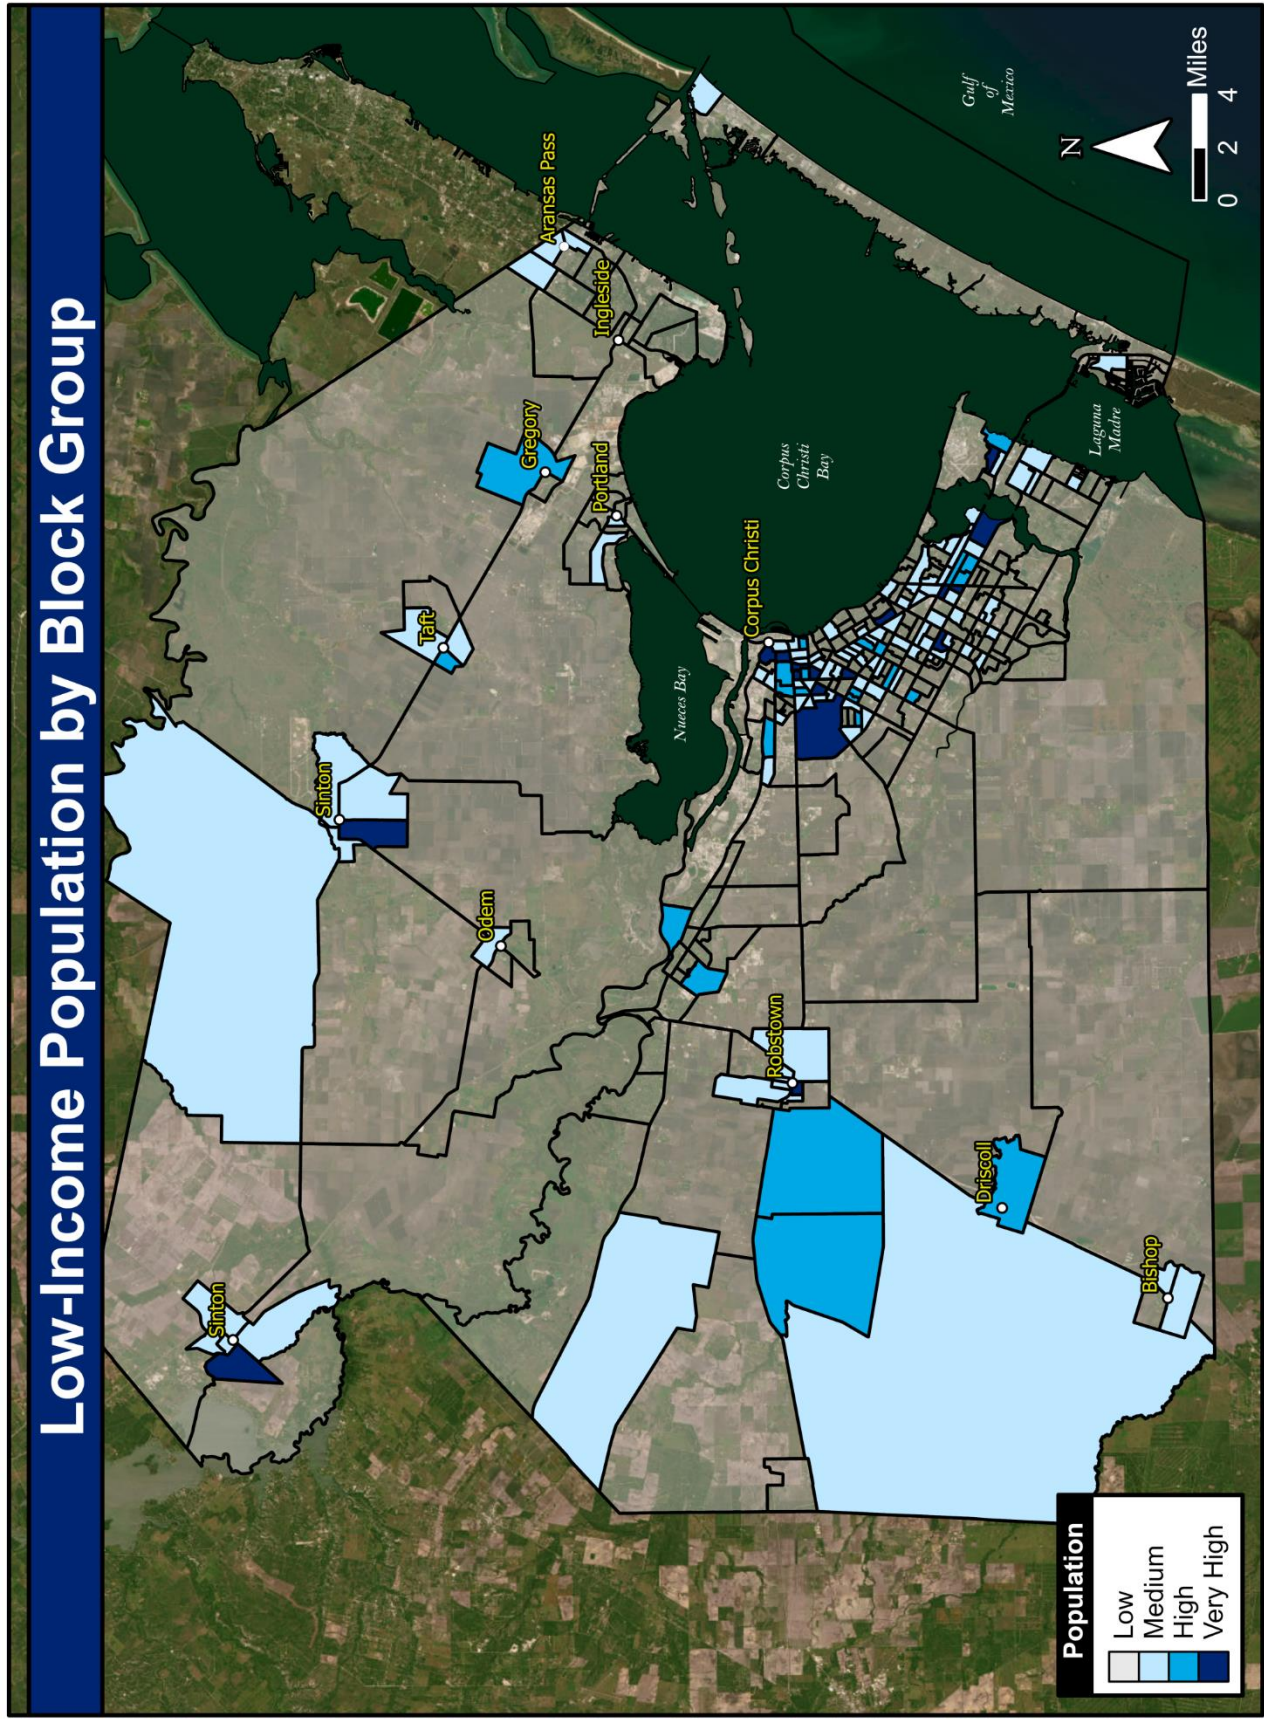 Low-Income Population by Block Group
Sinton
Sinton
Odem
Taft
Gregory
Aransas Pass
Ingleside
Portland
Nueces Bay
Corpus Christi
Corpus
Christi
Bay
Robstown
Driscoll
Bishop
Laguna
Madre
Gulf
of
Mexico
N
0 2 4 Miles
Population
Low
Medium
High
Very High